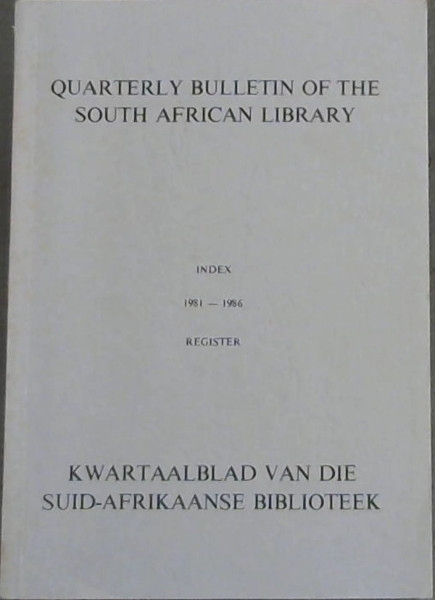 QUARTERLY BULLETIN OF THE
SOUTH AFRICAN LIBRARY
INDEX
1981 — 1986
REGISTER
KWARTAALBLAD VAN DIE
SUID-AFRIKAANSE BIBLIOTEEK